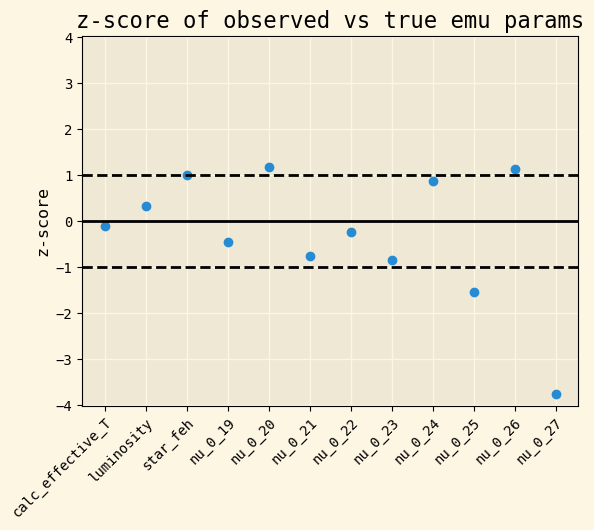 z-score of observed vs true emu params
z-score
4
3
2
1
0
−1
−2
−3
−4
calc_effective_T
luminosity
star_feh
nu_0_19
nu_0_20
nu_0_21
nu_0_22
nu_0_23
nu_0_24
nu_0_25
nu_0_26
nu_0_27